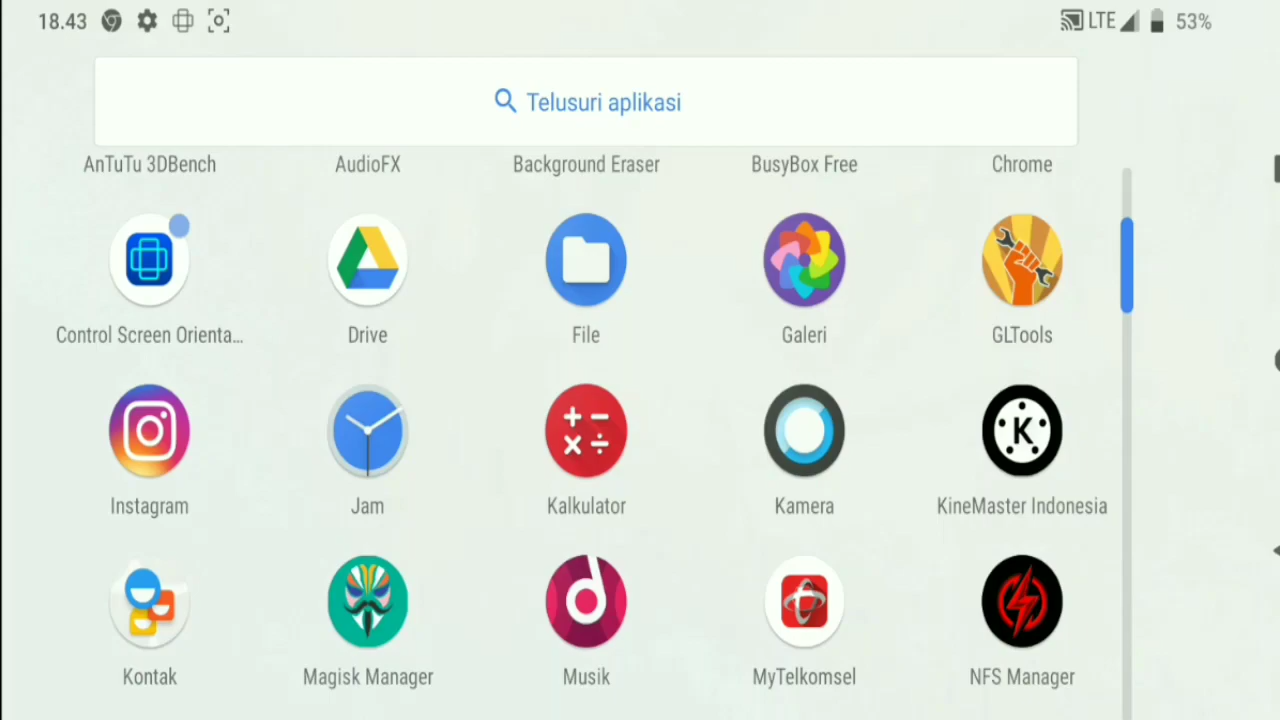 18.43
LTE 53%
Telusuri aplikasi
AnTuTu 3DBench AudioFX Background Eraser BusyBox Free Chrome
Control Screen Orienta... Drive File Galeri GLTools
K
Instagram Jam Kalkulator Kamera KineMaster Indonesia
Kontak Magisk Manager Musik MyTelkomsel NFS Manager